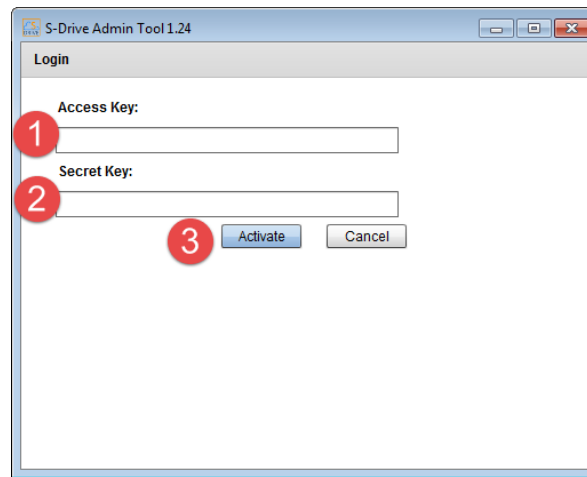 S-Drive Admin Tool 1.24
Login
Access Key:
1
Secret Key:
2
3 Activate Cancel